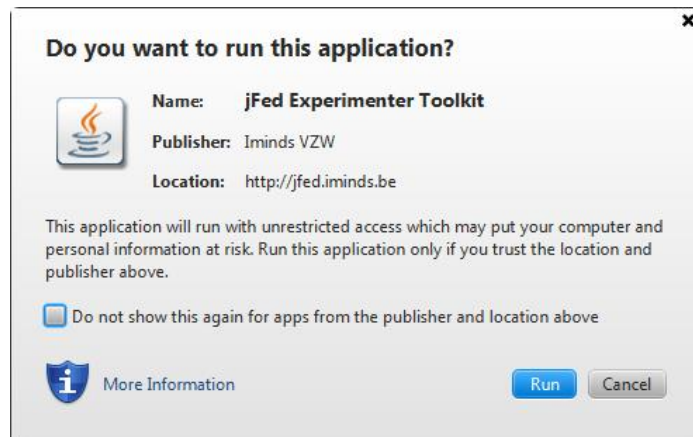 Do you want to run this application?
Name: jFed Experimenter Toolkit
Publisher: Iminds VZW
Location: http://jfed.iminds.be
This application will run with unrestricted access which may put your computer and
personal information at risk. Run this application only if you trust the location and
publisher above.
Do not show this again for apps from the publisher and location above
More Information Run Cancel